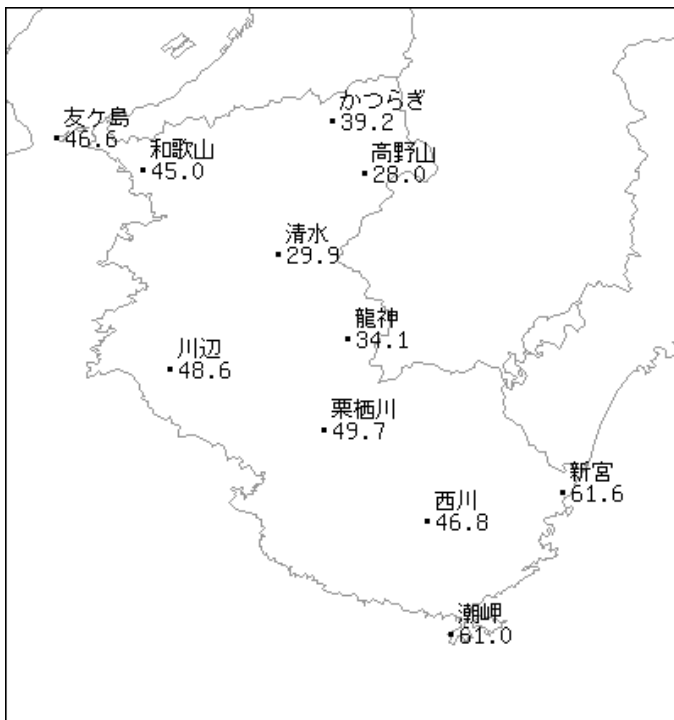 かつらぎ
39.2
友ケ島
46.6
和歌山
45.0
高野山
28.0
清水
29.9
龍神
34.1
川辺
48.6
栗栖川
49.7
新宮
61.6
西川
46.8
潮岬
61.0